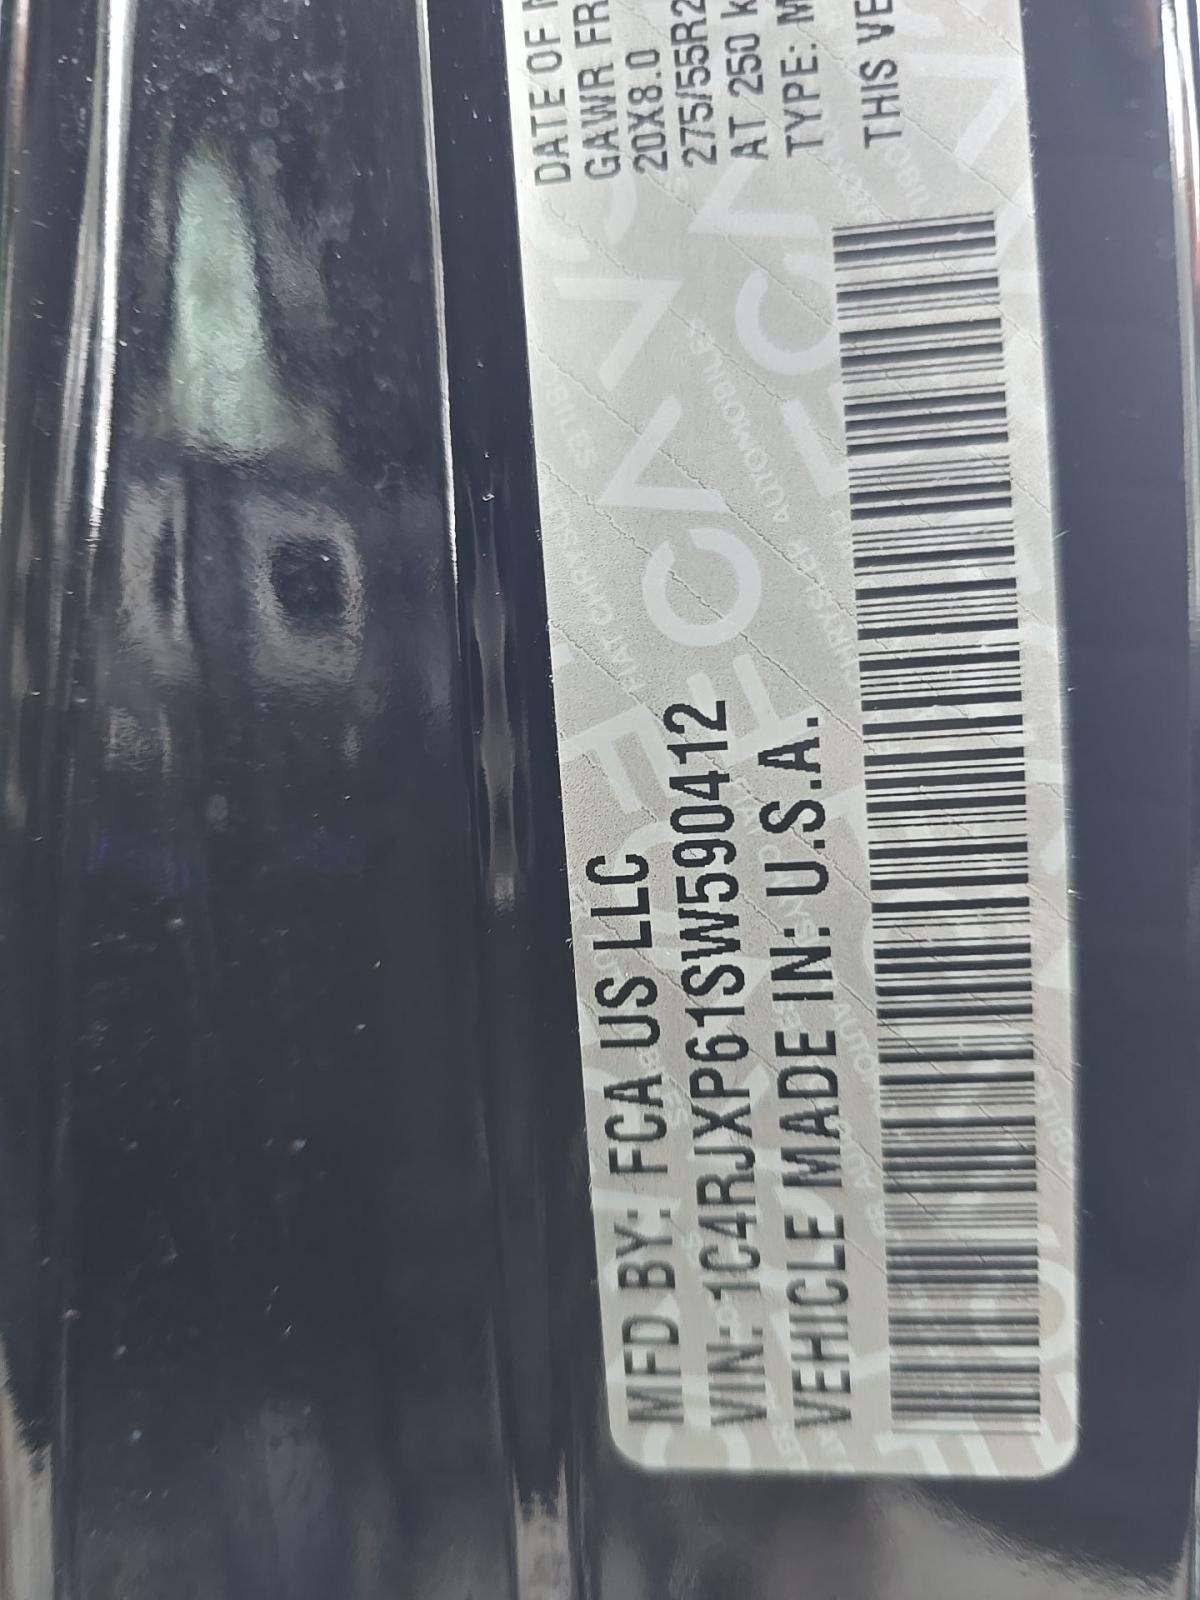 MFD BY: FCA US LLC
VIN: 1C4RJXP61SW590412
VEHICLE MADE IN: U.S.A.
DATE OF
GAWR FR
20X8.0
275/55R2
AT 250
TYPE: M
THIS VE